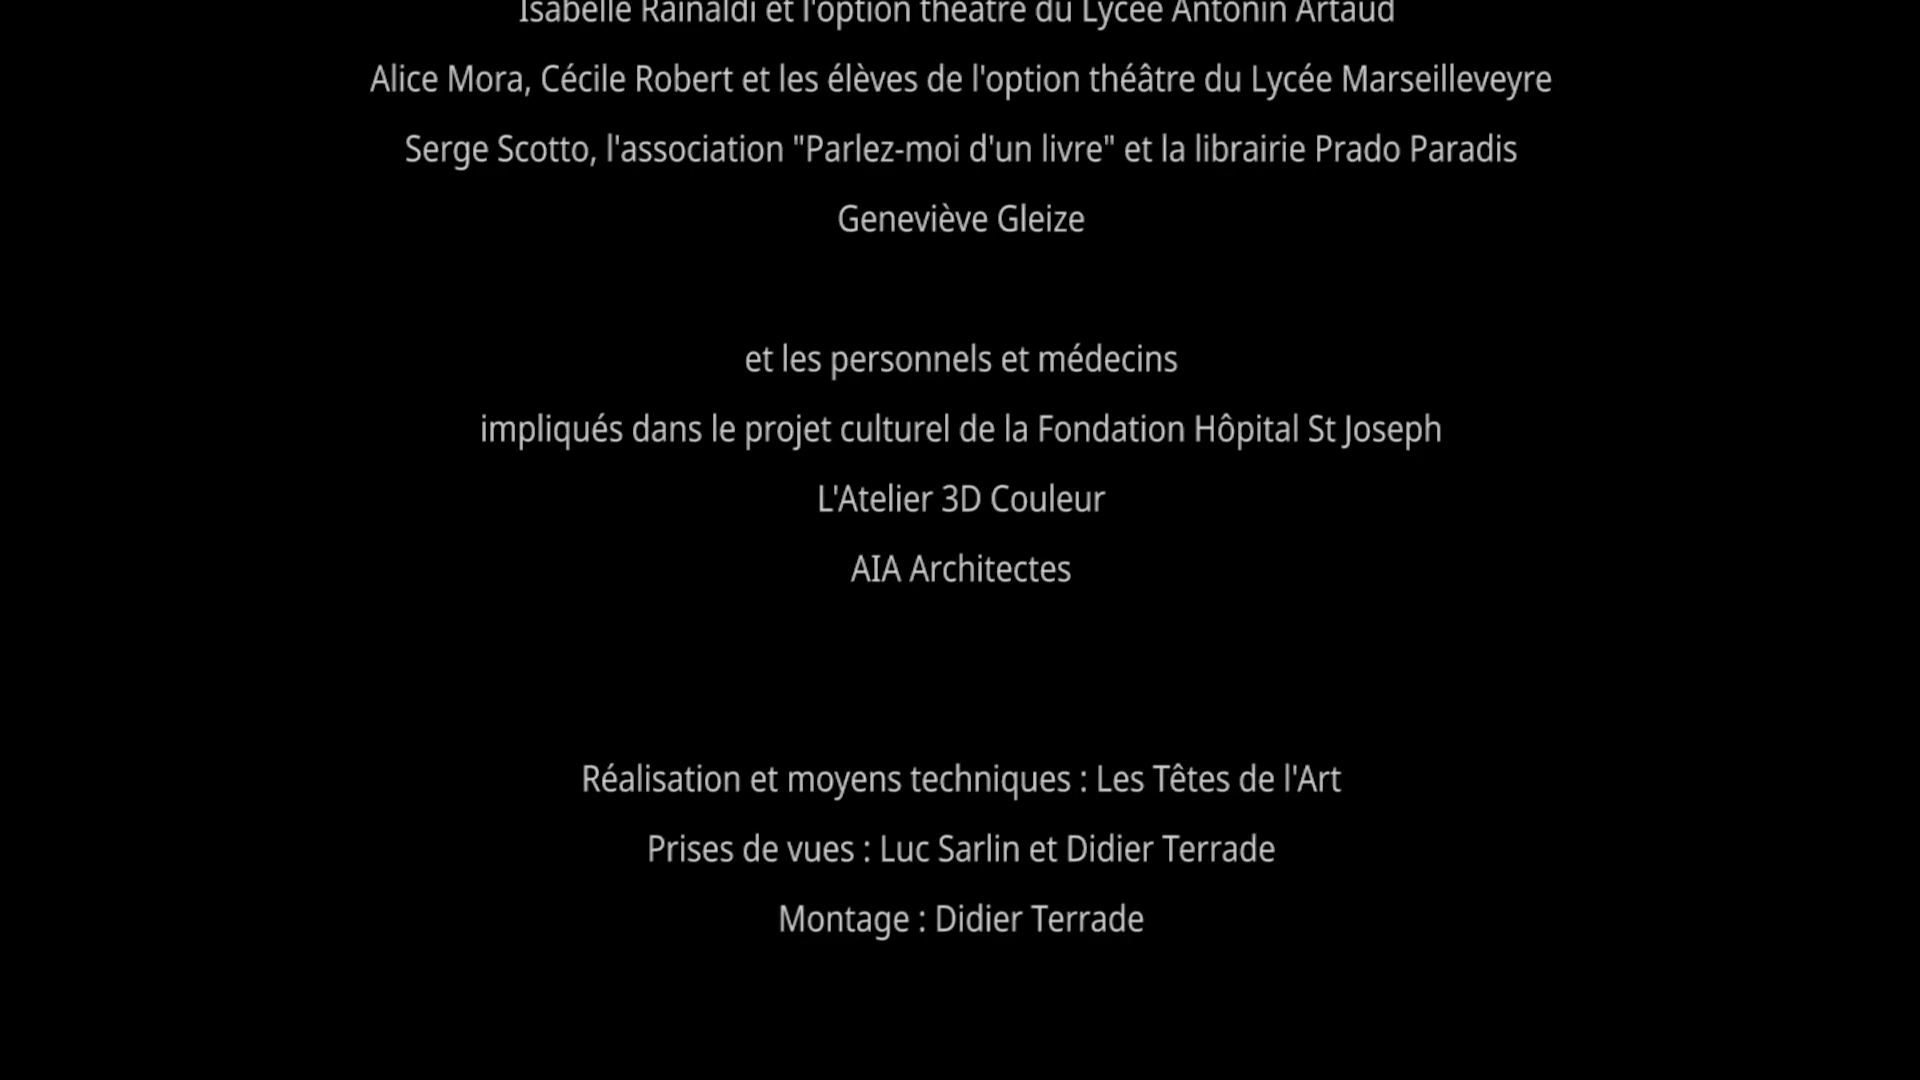 Isabelle Rainaldi et l'option théâtre du Lycée Antonin Artaud
Alice Mora, Cécile Robert et les élèves de l'option théâtre du Lycée Marseilleveyre
Serge Scotto, l'association "Parlez-moi d'un livre" et la librairie Prado Paradis
Geneviève Gleize
et les personnels et médecins
impliqués dans le projet culturel de la Fondation Hôpital St Joseph
L'Atelier 3D Couleur
AIA Architectes
Réalisation et moyens techniques : Les Têtes de l'Art
Prises de vues : Luc Sarlin et Didier Terrade
Montage : Didier Terrade